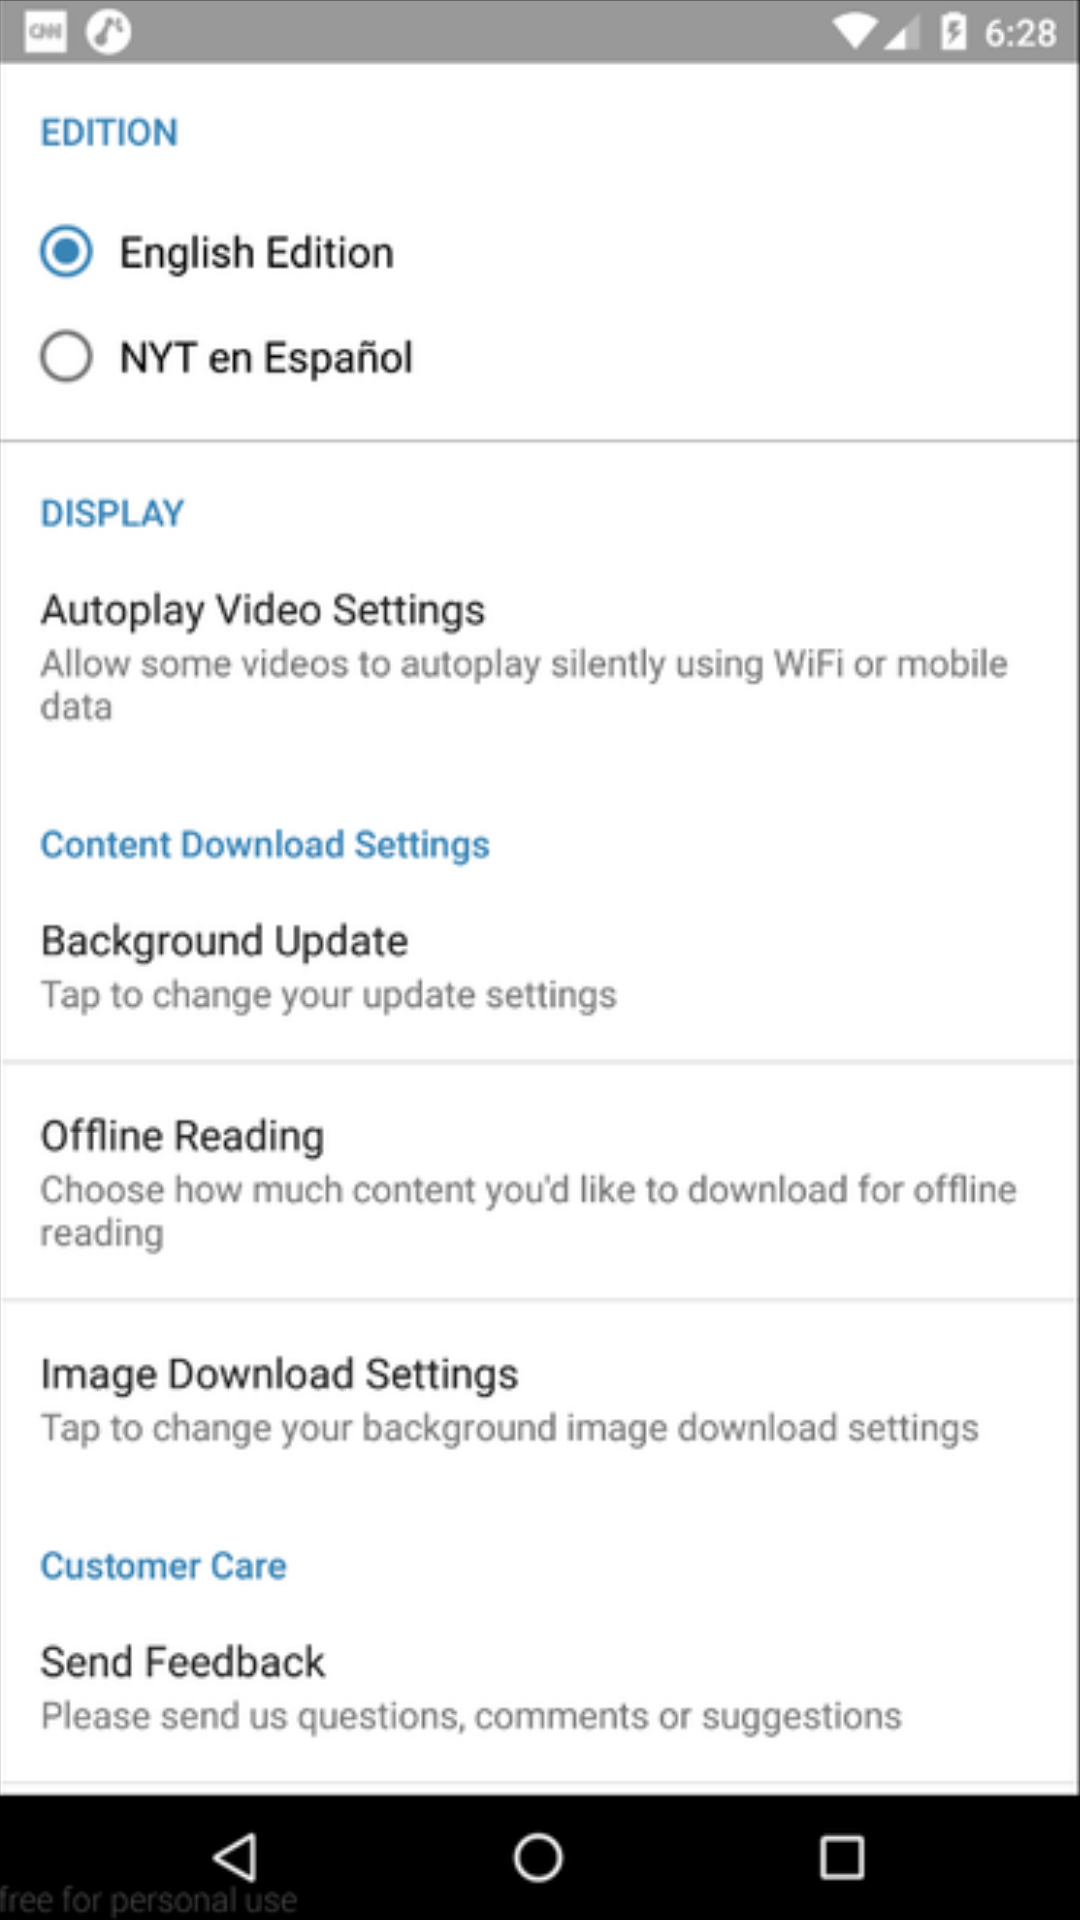 CNN
6:28
EDITION
English Edition
NYT en Español
DISPLAY
Autoplay Video Settings
Allow some videos to autoplay silently using WiFi or mobile
data
Content Download Settings
Background Update
Tap to change your update settings
Offline Reading
Choose how much content you'd like to download for offline
reading
Image Download Settings
Tap to change your background image download settings
Customer Care
Send Feedback
Please send us questions, comments or suggestions
free for personal use